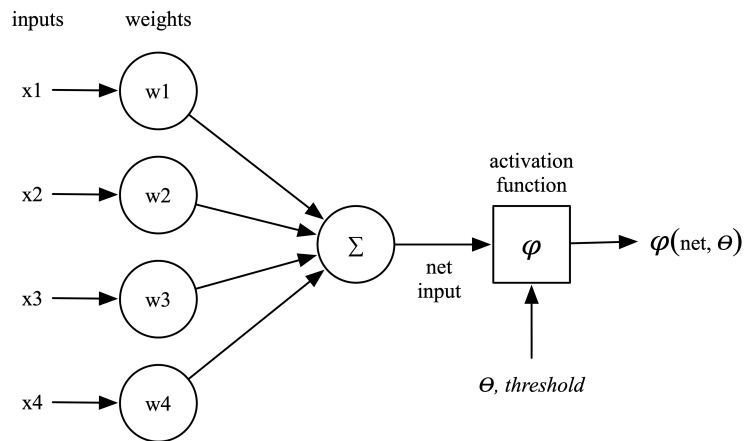 inputs weights
x1 w1
x2 w2
x3 w3
x4 w4
Σ
net
input
activation
function
φ
φ(net, Θ)
Θ, threshold